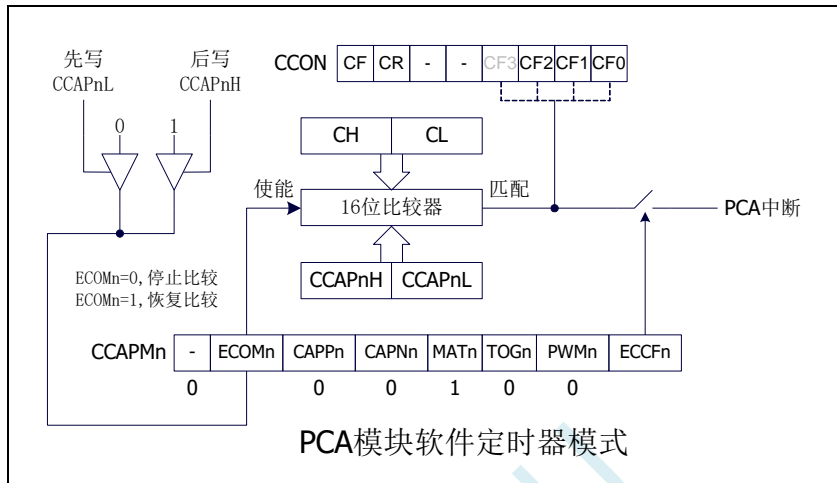 先写
CCAPnL
后写
CCAPnH
CCON CF CR - - CF3 CF2 CF1 CF0
0 1
CH CL
使能
16位比较器
匹配
PCA中断
CCAPnH CCAPnL
ECOMn=0,停止比较
ECOMn=1,恢复比较
CCAPMn - ECOMn CAPPn CAPNn MATn TOGn PWMn ECCFn
0 0 0 1 0 0
PCA模块软件定时器模式